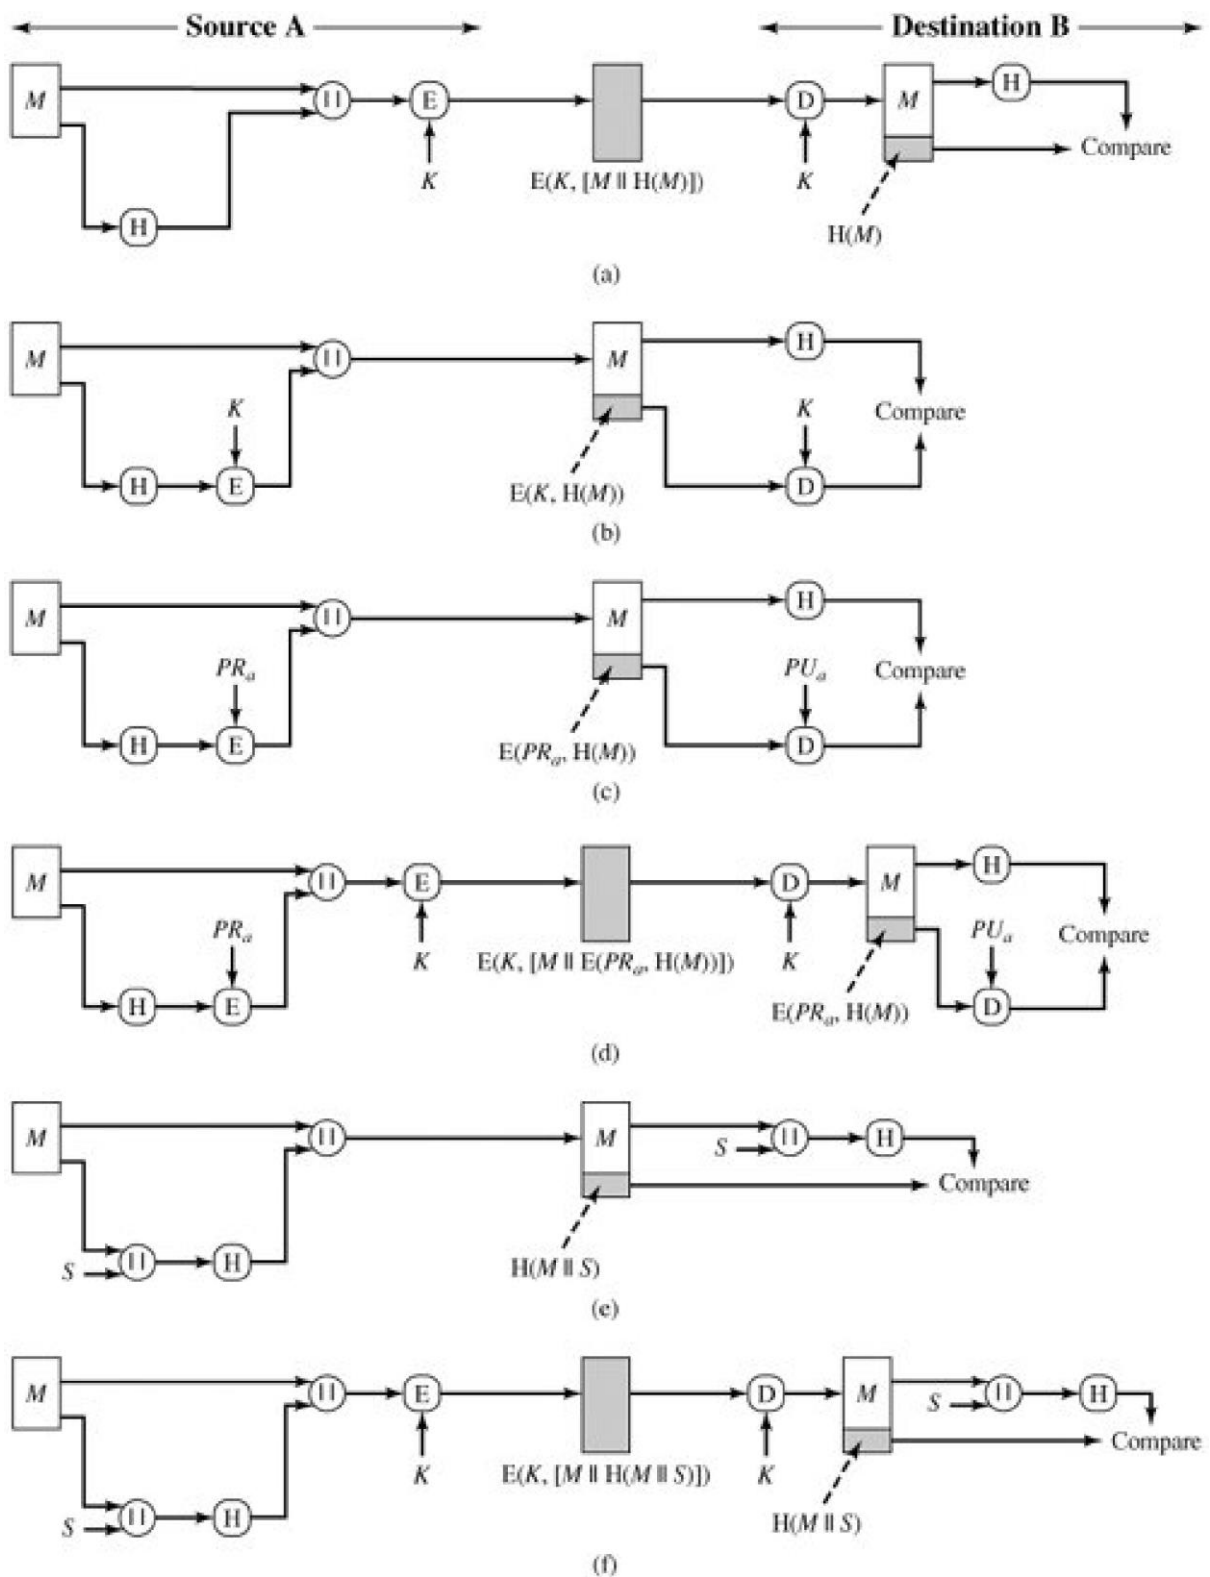 Source A Destination B
M || E D M H
Compare
K E(K, [M || H(M)]) K
H H(M)
(a)
M || M H
K K Compare
H E E(K, H(M)) D
(b)
M || M H
PRa PUa Compare
H E E(PRa, H(M)) D
(c)
M || E D M H
PRa K E(K, [M || E(PRa, H(M))]) K PUa Compare
H E E(PRa, H(M)) D
(d)
M || M S || H
Compare
S || H H(M || S)
(e)
M || E D M S || H
Compare
K E(K, [M || H(M || S)]) K
S || H H(M || S)
(f)